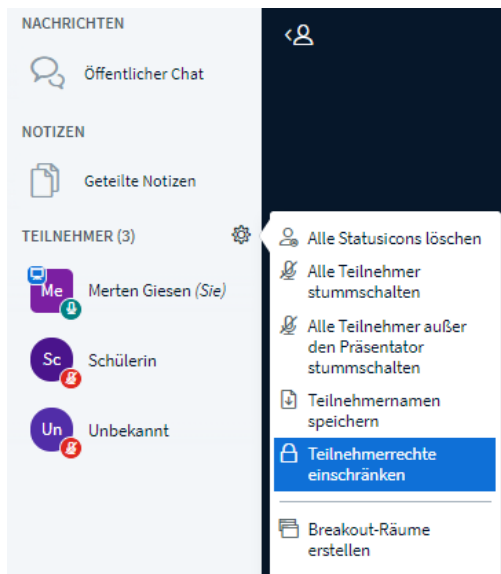 NACHRICHTEN
Öffentlicher Chat
NOTIZEN
Geteilte Notizen
TEILNEHMER (3)
Me
Merten Giesen (Sie)
Sc
Schülerin
Un
Unbekannt
Alle Statusicons löschen
Alle Teilnehmer
stummschalten
Alle Teilnehmer außer
den Präsentator
stummschalten
Teilnehmernamen
speichern
Teilnehmerrechte
einschränken
Breakout-Räume
erstellen